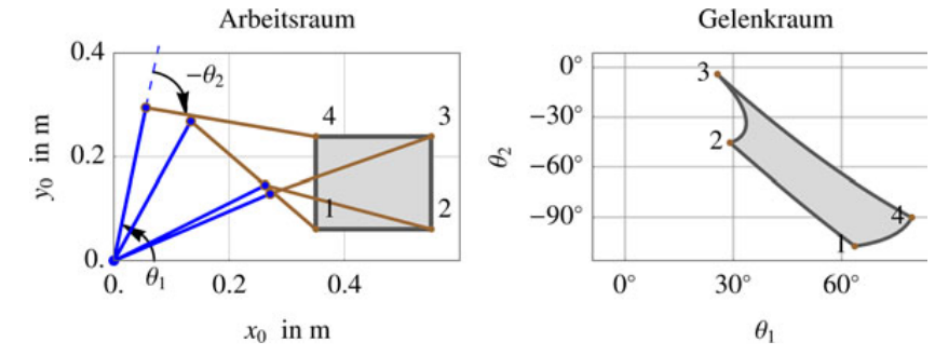 Arbeitsraum
0.4
0.2
0.
y₀ in m
−θ₂
4
3
1
2
θ₁
0.
0.2
0.4
x₀ in m
Gelenkraum
0°
−30°
−60°
−90°
θ₂
3
2
4
1
0°
30°
60°
θ₁